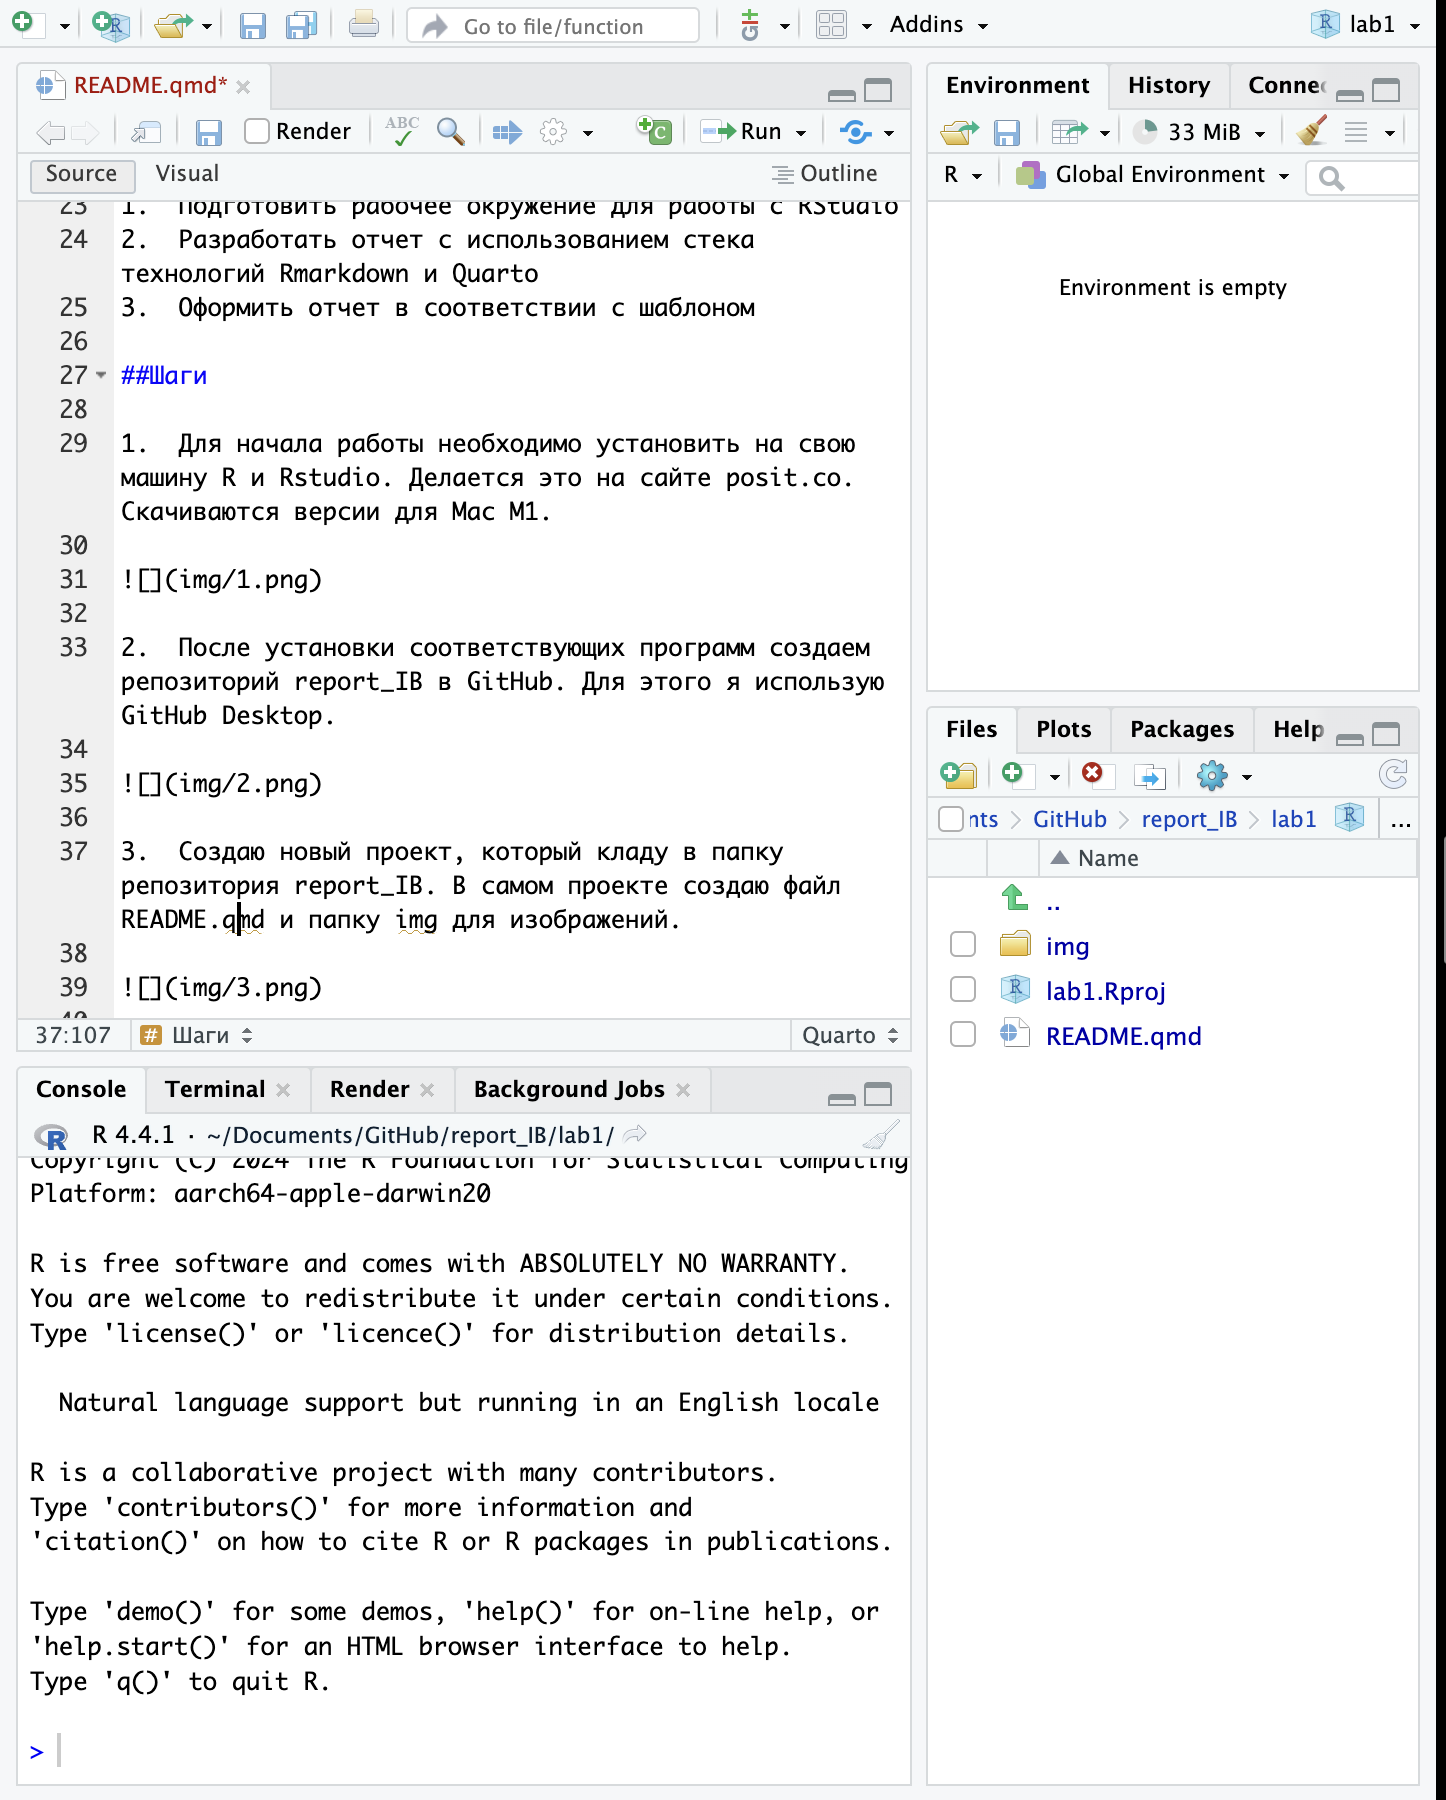 Go to file/function
Git
Addins
lab1
README.qmd*
Render
ABC
Run
Source
Visual
Outline
23 1. Подготовить рабочее окружение для работы с RStudio
24 2. Разработать отчет с использованием стека
технологий Rmarkdown и Quarto
25 3. Оформить отчет в соответствии с шаблоном
26
27 ##Шаги
28
29 1. Для начала работы необходимо установить на свою
машину R и Rstudio. Делается это на сайте posit.co.
Скачиваются версии для Mac M1.
30
31 ![](img/1.png)
32
33 2. После установки соответствующих программ создаем
репозиторий report_IB в GitHub. Для этого я использую
GitHub Desktop.
34
35 ![](img/2.png)
36
37 3. Создаю новый проект, который кладу в папку
репозитория report_IB. В самом проекте создаю файл
README.qmd и папку img для изображений.
38
39 ![](img/3.png)
40
37:107
# Шаги
Quarto
Console
Terminal
Render
Background Jobs
R 4.4.1 · ~/Documents/GitHub/report_IB/lab1/
Copyright (C) 2024 The R Foundation for Statistical Computing
Platform: aarch64-apple-darwin20
R is free software and comes with ABSOLUTELY NO WARRANTY.
You are welcome to redistribute it under certain conditions.
Type 'license()' or 'licence()' for distribution details.
Natural language support but running in an English locale
R is a collaborative project with many contributors.
Type 'contributors()' for more information and
'citation()' on how to cite R or R packages in publications.
Type 'demo()' for some demos, 'help()' for on-line help, or
'help.start()' for an HTML browser interface to help.
Type 'q()' to quit R.
>
Environment
History
Connec
33 MiB
R
Global Environment
Environment is empty
Files
Plots
Packages
Help
nts > GitHub > report_IB > lab1
...
Name
..
img
lab1.Rproj
README.qmd